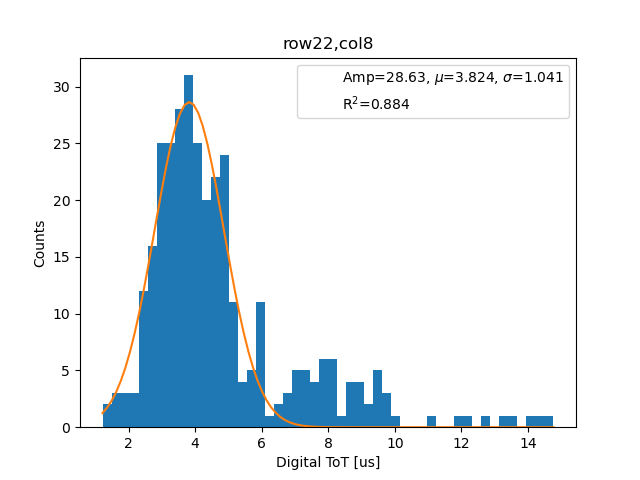 row22,col8
Amp=28.63, μ=3.824, σ=1.041
R²=0.884
30
25
20
15
10
5
0
Counts
2 4 6 8 10 12 14
Digital ToT [us]